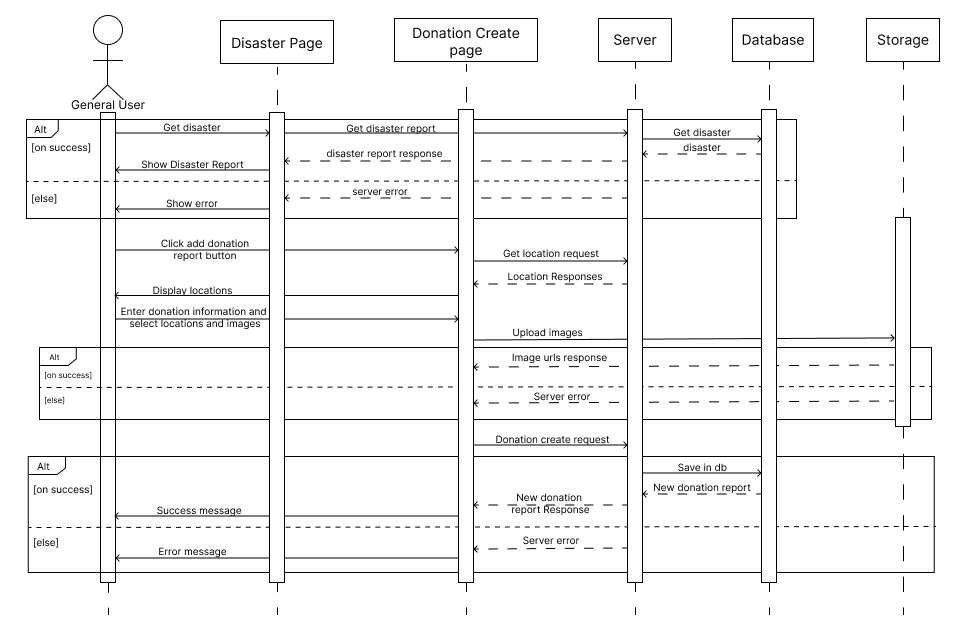 Disaster Page
Donation Create
page
Server
Database
Storage
General User
Alt
[on success]
Get disaster
Get disaster report
Get disaster
disaster report response
disaster
Show Disaster Report
[else]
server error
Show error
Click add donation
report button
Get location request
Location Responses
Display locations
Enter donation information and
select locations and images
Upload images
Alt
[on success]
Image urls response
[else]
Server error
Donation create request
Alt
[on success]
Save in db
New donation report
New donation
report Response
Success message
[else]
Server error
Error message